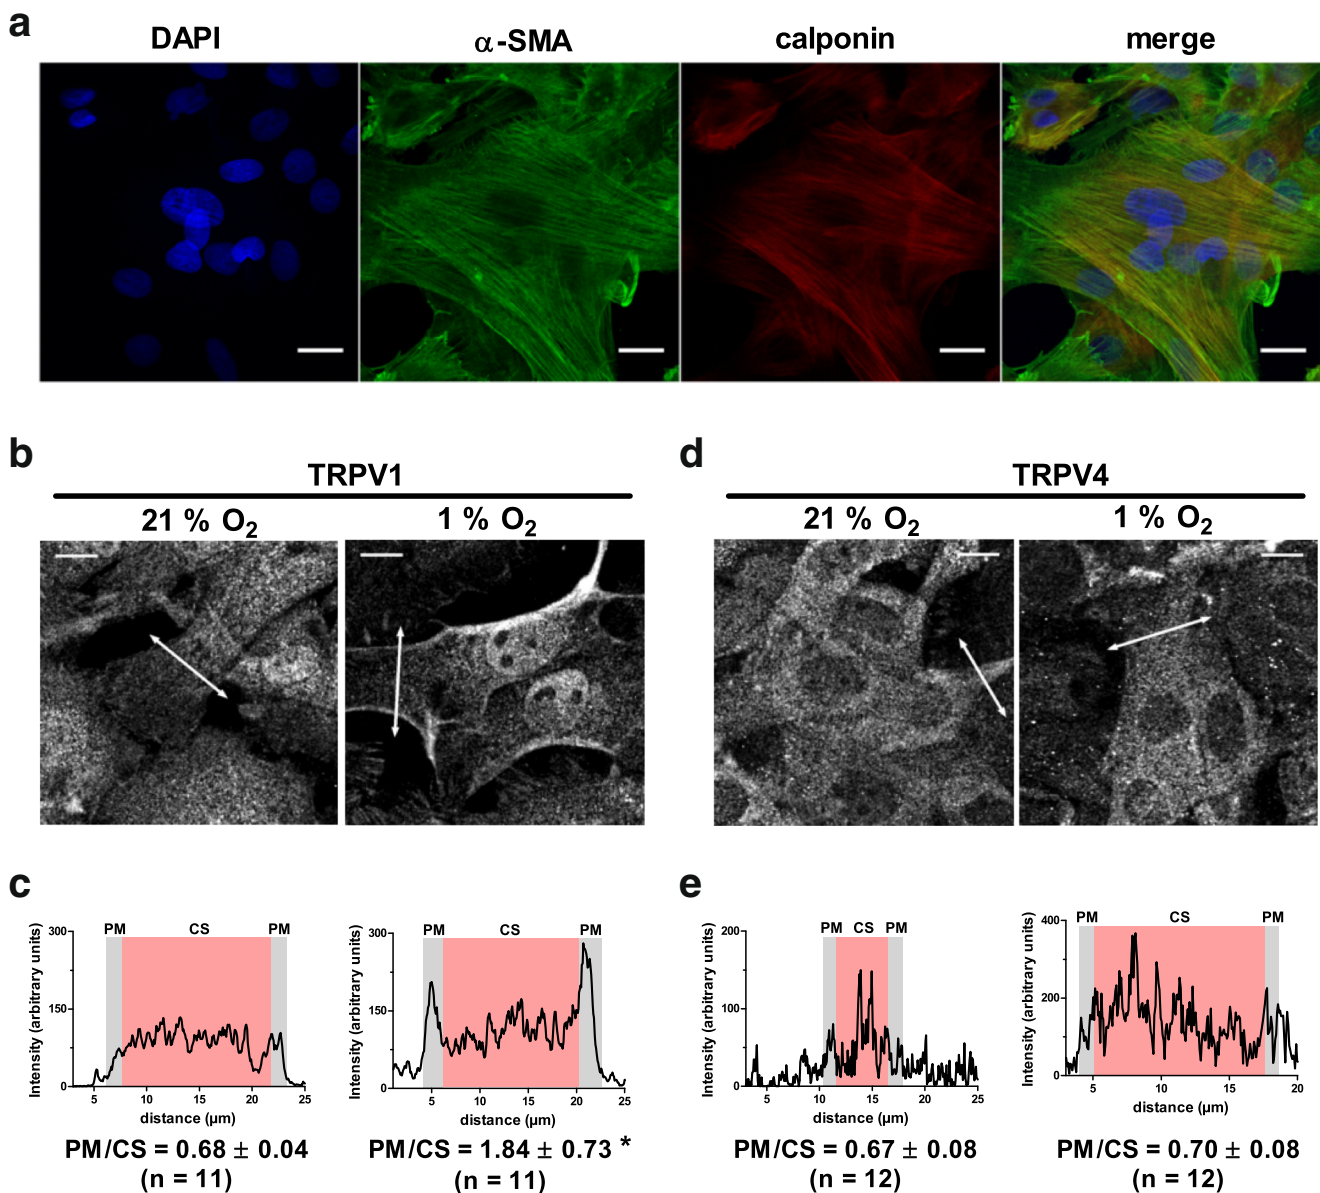 a
DAPI α-SMA calponin merge
b
TRPV1
21 % O2 1 % O2
d
TRPV4
21 % O2 1 % O2
c
Intensity (arbitrary units)
300
150
0
PM CS PM
5 10 15 20 25
distance (µm)
PM/CS = 0.68 ± 0.04
(n = 11)
Intensity (arbitrary units)
300
150
0
PM CS PM
5 10 15 20 25
distance (µm)
PM/CS = 1.84 ± 0.73 *
(n = 11)
e
Intensity (arbitrary units)
200
100
0
PM CS PM
5 10 15 20 25
distance (µm)
PM/CS = 0.67 ± 0.08
(n = 12)
Intensity (arbitrary units)
400
200
0
PM CS PM
5 10 15 20
distance (µm)
PM/CS = 0.70 ± 0.08
(n = 12)